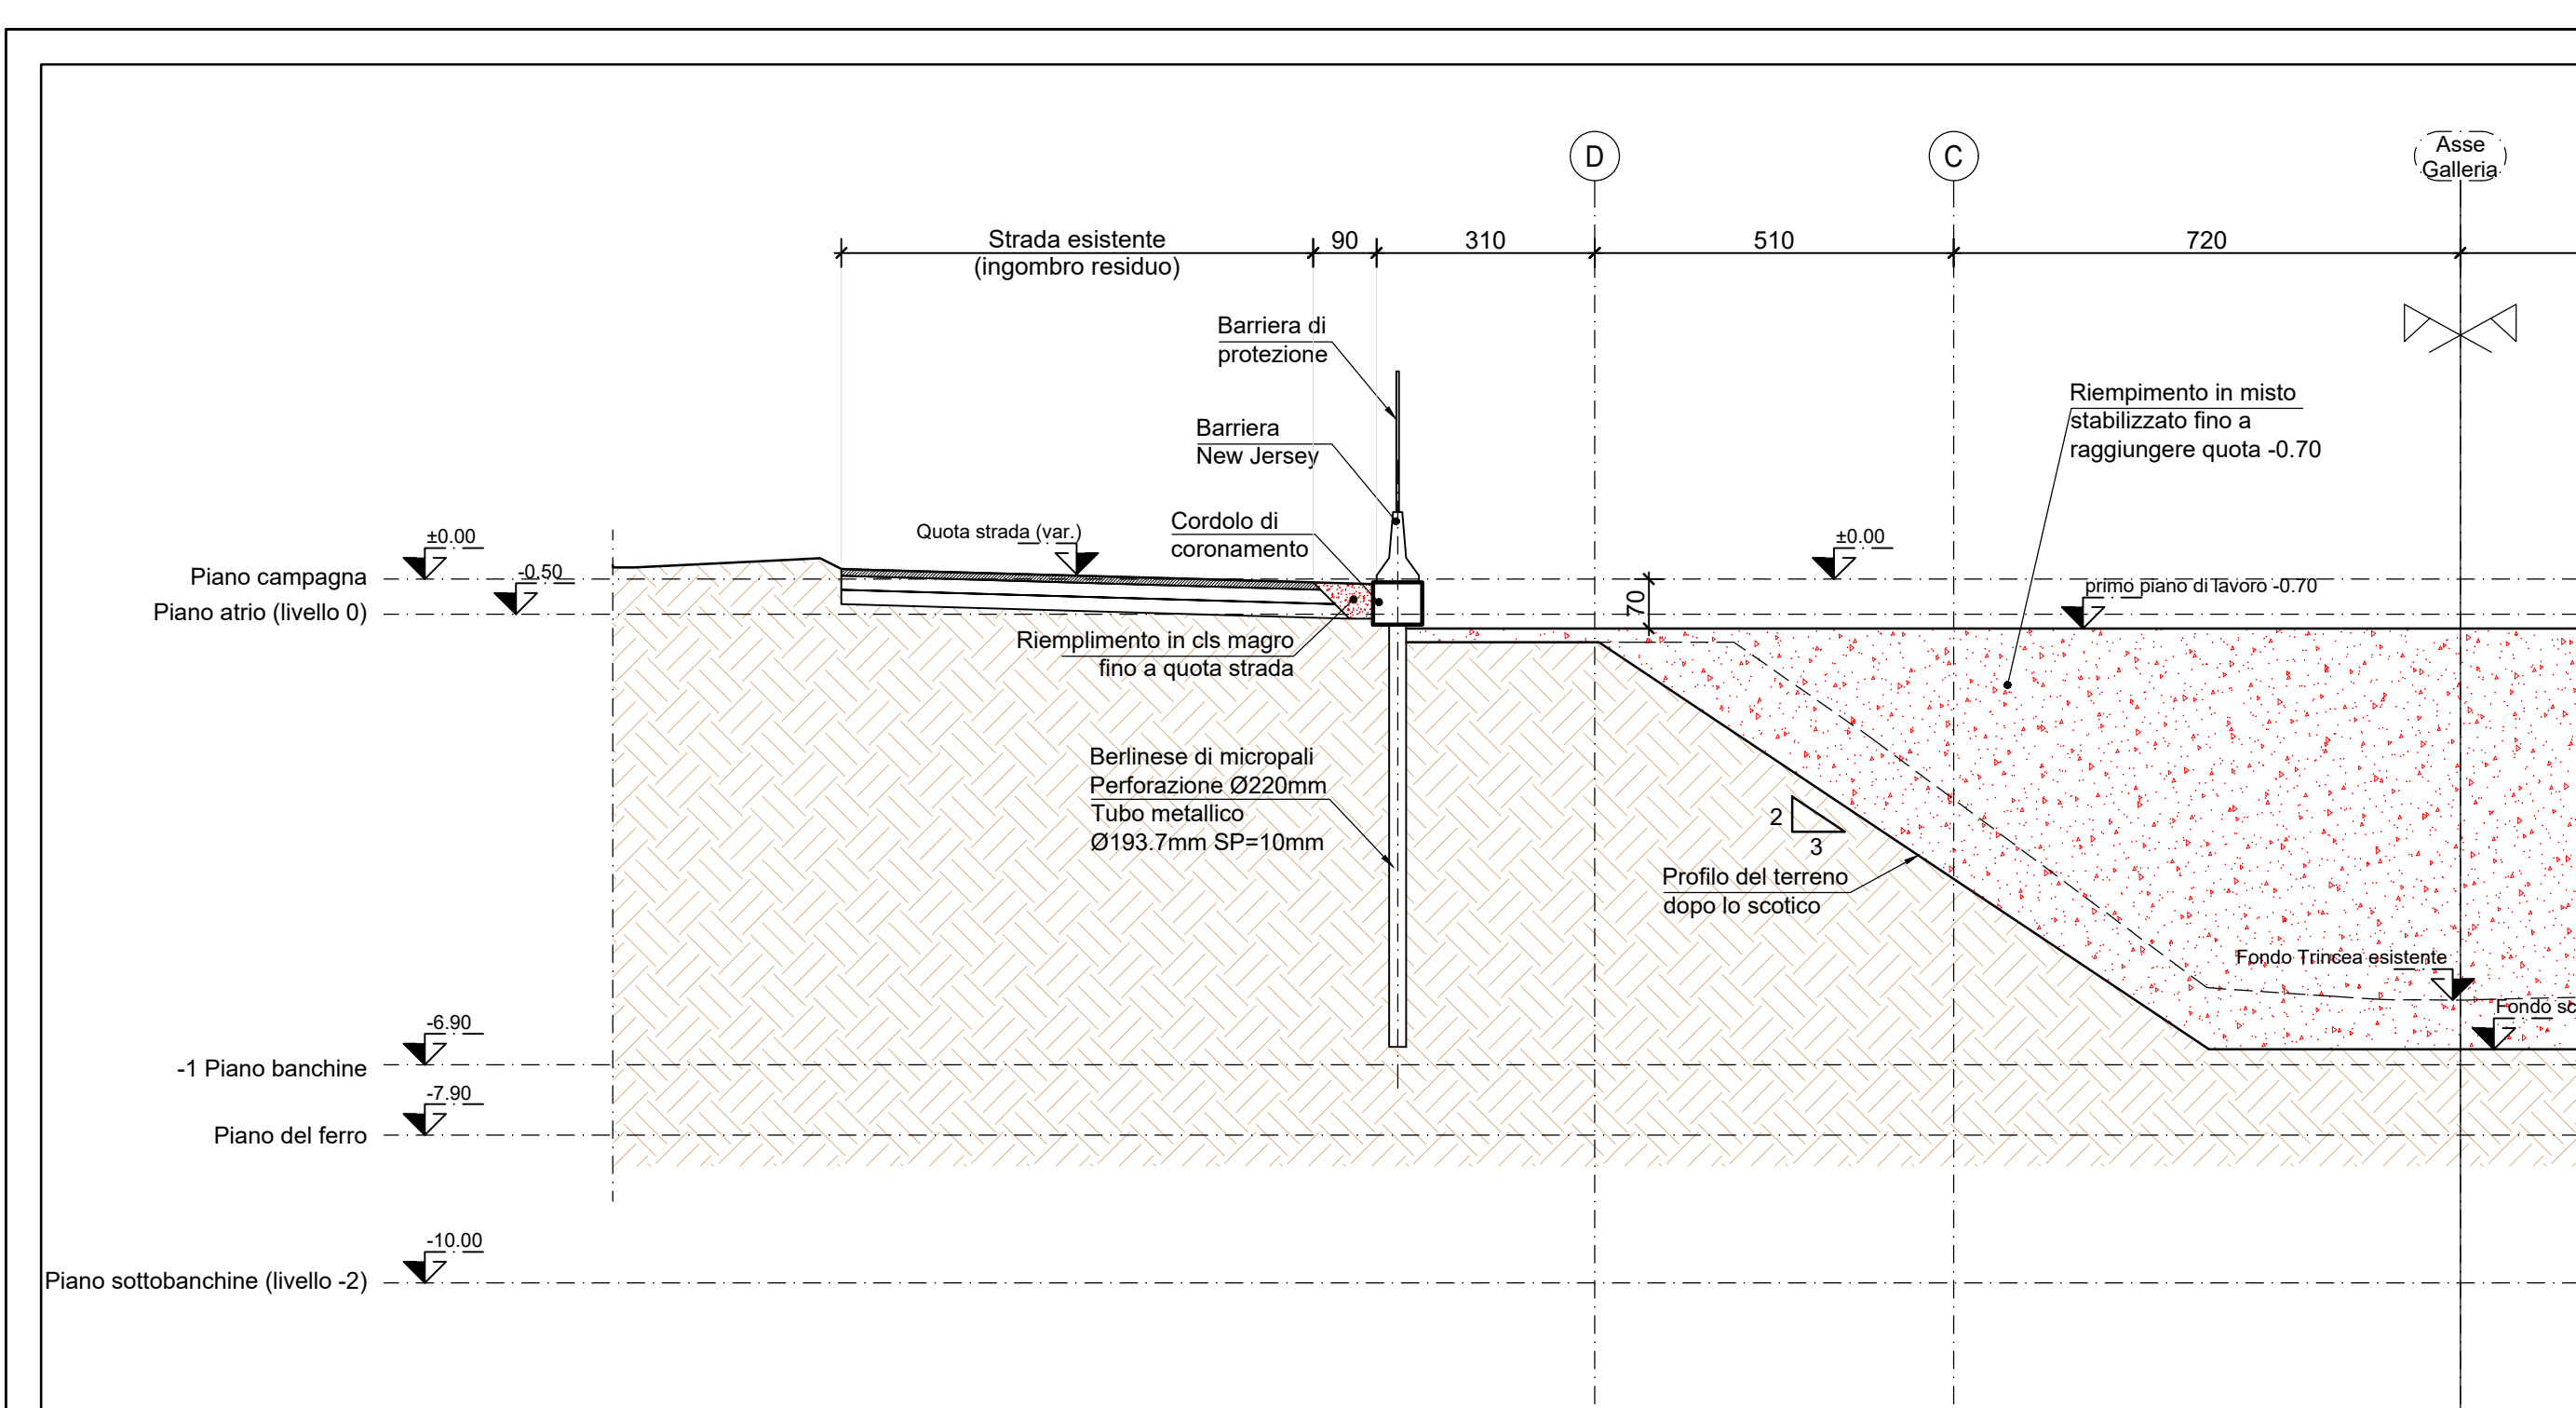 D
C
Asse
Galleria
Strada esistente
(ingombro residuo)
90
310
510
720
Barriera di
protezione
Barriera
New Jersey
Cordolo di
coronamento
Riempimento in misto
stabilizzato fino a
raggiungere quota -0.70
Quota strada (var.)
±0.00
Piano campagna
-0.50
Piano atrio (livello 0)
±0.00
primo piano di lavoro -0.70
70
Riemplimento in cls magro
fino a quota strada
Berlinese di micropali
Perforazione Ø220mm
Tubo metallico
Ø193.7mm SP=10mm
2
3
Profilo del terreno
dopo lo scotico
Fondo Trincea esistente
Fondo sc
-6.90
-1 Piano banchine
-7.90
Piano del ferro
-10.00
Piano sottobanchine (livello -2)